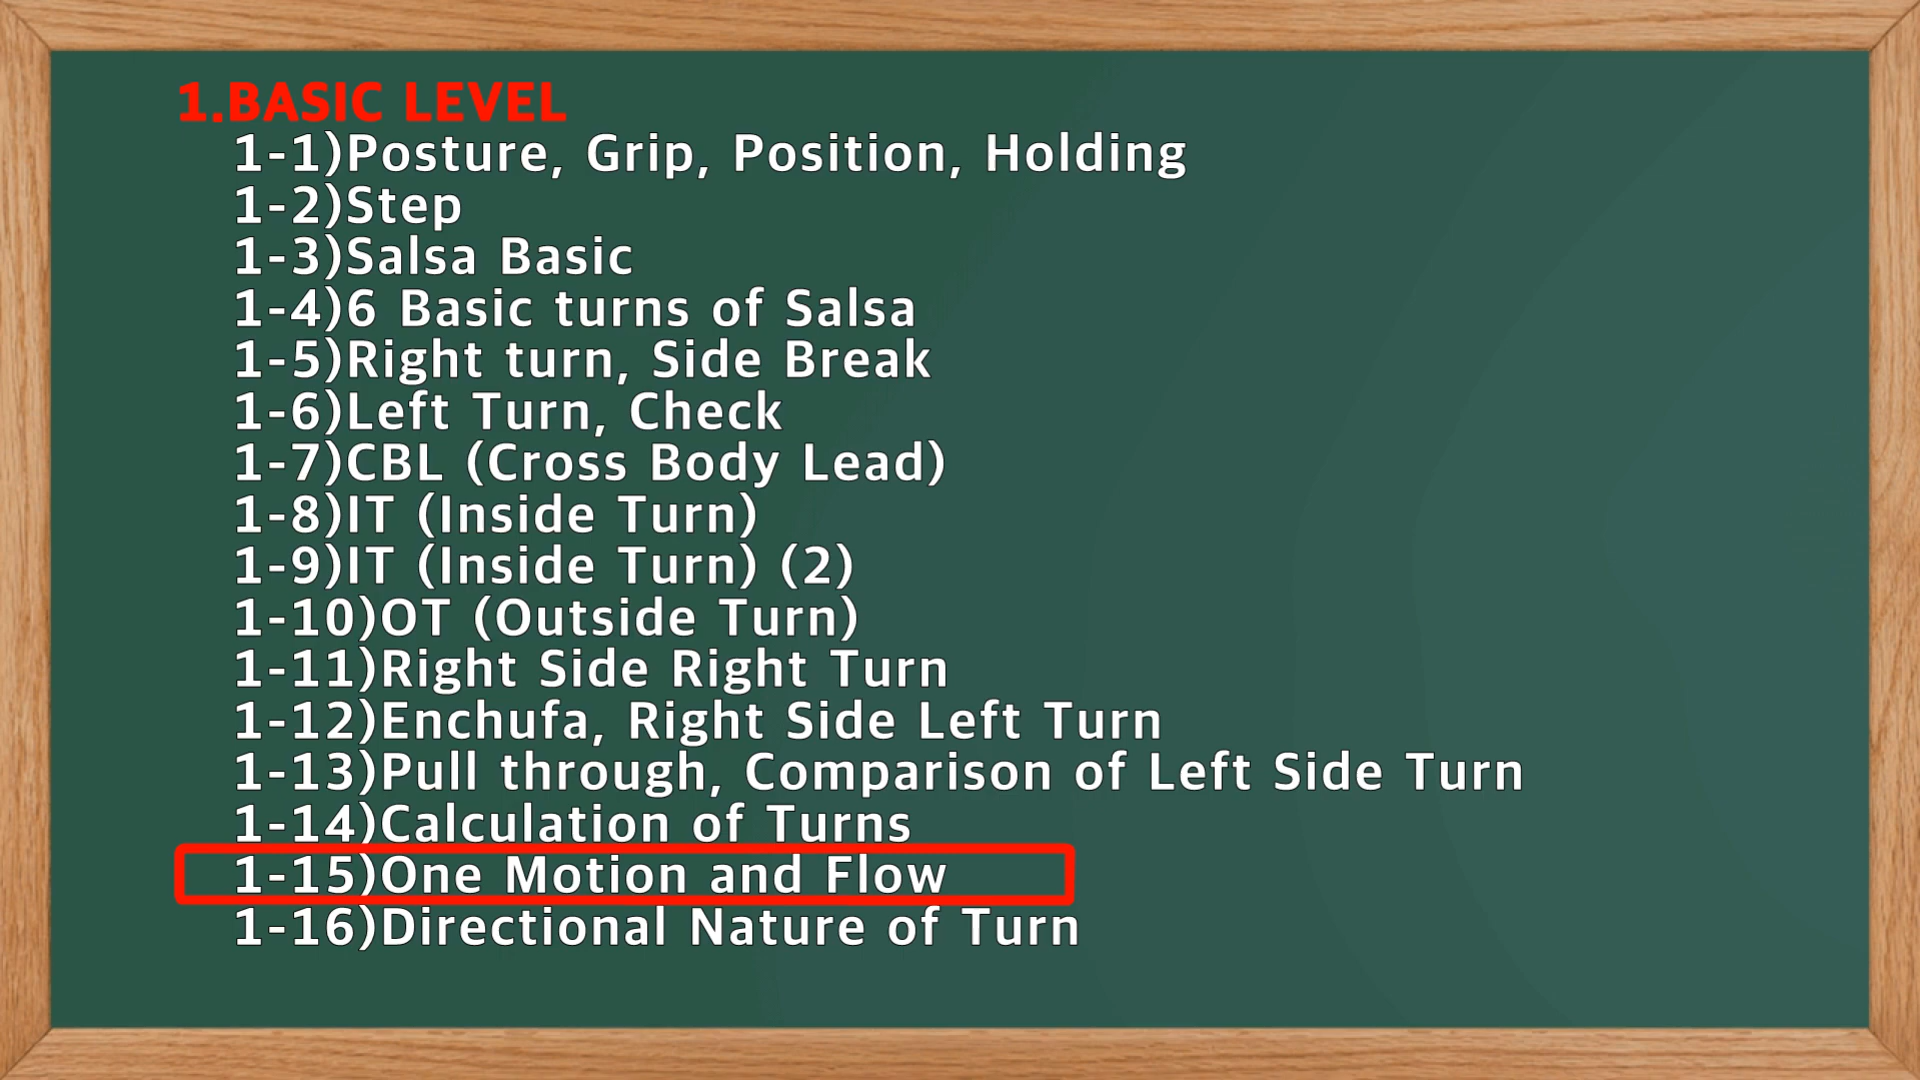 1.BASIC LEVEL
1-1)Posture, Grip, Position, Holding
1-2)Step
1-3)Salsa Basic
1-4)6 Basic turns of Salsa
1-5)Right turn, Side Break
1-6)Left Turn, Check
1-7)CBL (Cross Body Lead)
1-8)IT (Inside Turn)
1-9)IT (Inside Turn) (2)
1-10)OT (Outside Turn)
1-11)Right Side Right Turn
1-12)Enchufa, Right Side Left Turn
1-13)Pull through, Comparison of Left Side Turn
1-14)Calculation of Turns
1-15)One Motion and Flow
1-16)Directional Nature of Turn